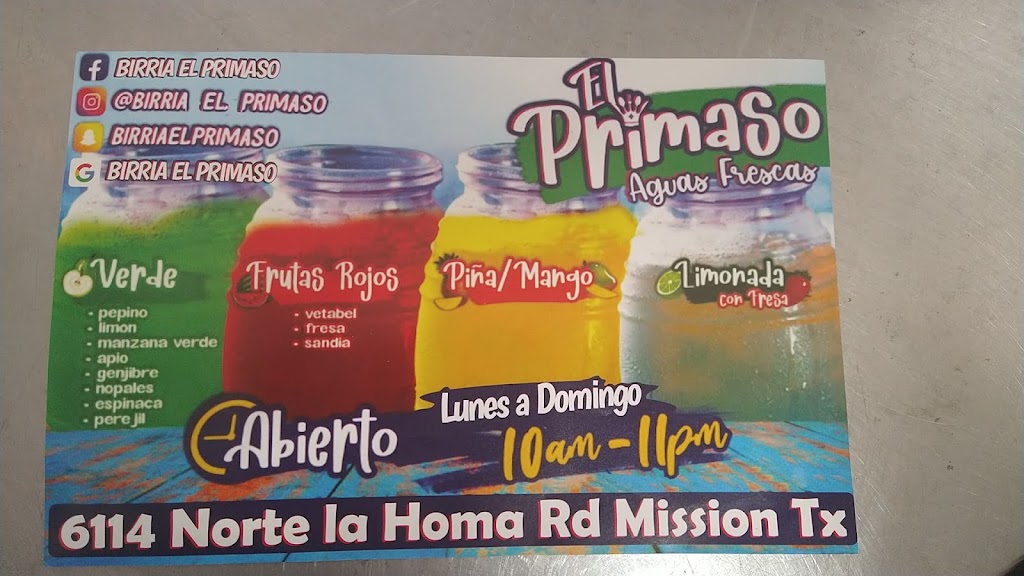 BIRRIA EL PRIMASO
@BIRRIA EL PRIMASO
BIRRIAELPRIMASO
BIRRIA EL PRIMASO
El
Primaso
Aguas Frescas
Verde
- pepino
- limon
- manzana verde
- apio
- genjibre
- nopales
- espinaca
- perejil
Frutas Rojos
- vetabel
- fresa
- sandia
Piña/Mango
Limonada
con Fresa
Abierto
Lunes a Domingo
10am - 11pm
6114 Norte la Homa Rd Mission Tx